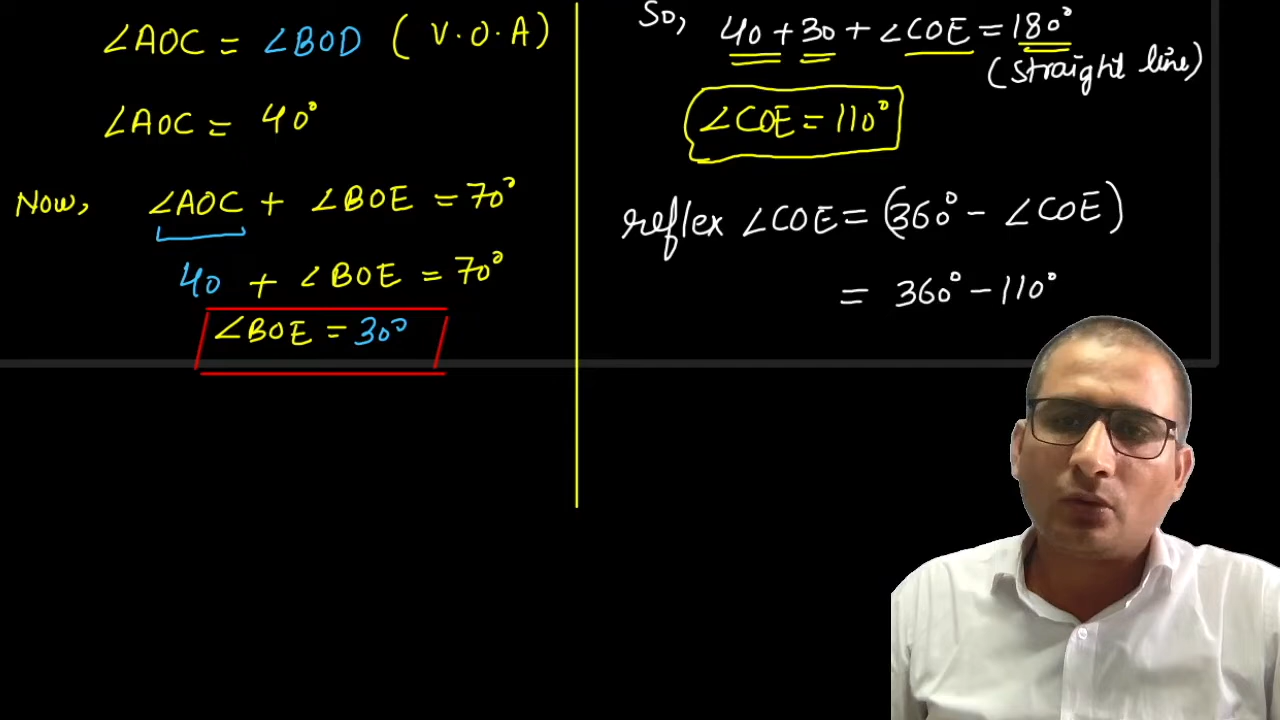 ∠AOC = ∠BOD (V.O.A)
∠AOC = 40°
Now, ∠AOC + ∠BOE = 70°
40 + ∠BOE = 70°
∠BOE = 30°
So, 40 + 30 + ∠COE = 180°
(straight line)
∠COE = 110°
reflex ∠COE = (360° - ∠COE)
= 360° - 110°